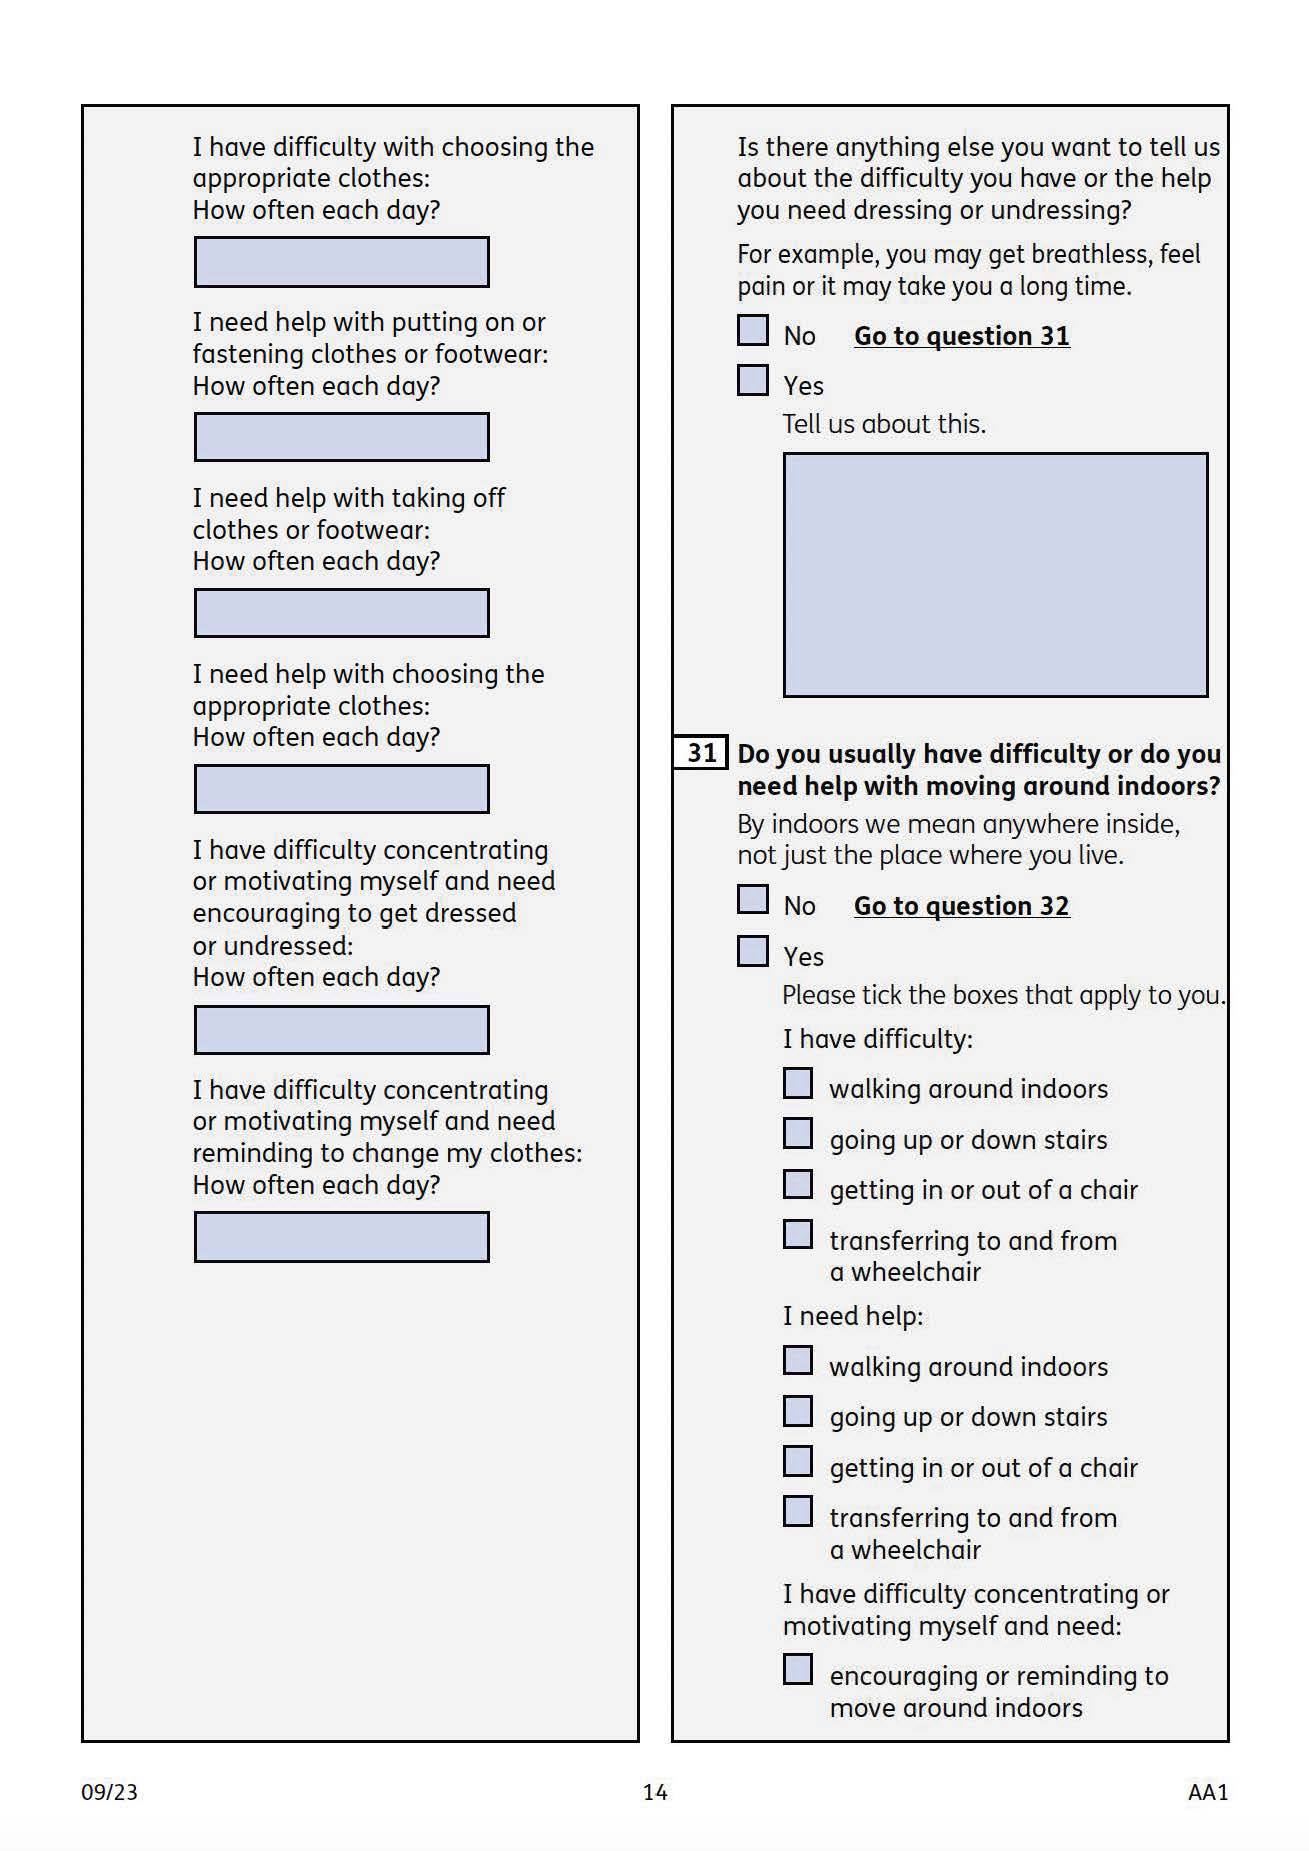 I have difficulty with choosing the
appropriate clothes:
How often each day?
I need help with putting on or
fastening clothes or footwear:
How often each day?
I need help with taking off
clothes or footwear:
How often each day?
I need help with choosing the
appropriate clothes:
How often each day?
I have difficulty concentrating
or motivating myself and need
encouraging to get dressed
or undressed:
How often each day?
I have difficulty concentrating
or motivating myself and need
reminding to change my clothes:
How often each day?
Is there anything else you want to tell us
about the difficulty you have or the help
you need dressing or undressing?
For example, you may get breathless, feel
pain or it may take you a long time.
No Go to question 31
Yes
Tell us about this.
31 Do you usually have difficulty or do you
need help with moving around indoors?
By indoors we mean anywhere inside,
not just the place where you live.
No Go to question 32
Yes
Please tick the boxes that apply to you.
I have difficulty:
walking around indoors
going up or down stairs
getting in or out of a chair
transferring to and from
a wheelchair
I need help:
walking around indoors
going up or down stairs
getting in or out of a chair
transferring to and from
a wheelchair
I have difficulty concentrating or
motivating myself and need:
encouraging or reminding to
move around indoors
09/23 14 AA1